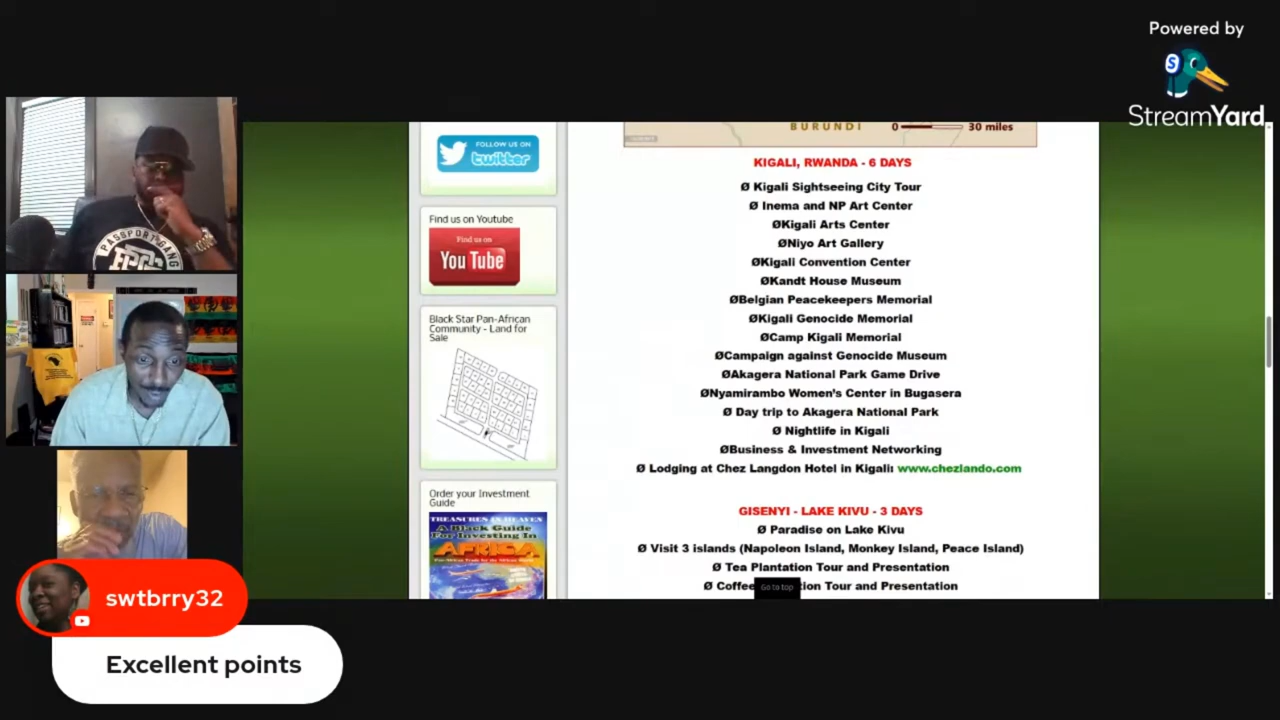 Powered by
StreamYard
BURUNDI 0 30 miles
FOLLOW US ON
twitter
Find us on Youtube
Find us on
You Tube
Black Star Pan-African
Community - Land for
Sale
Order your Investment
Guide
TREASURES IN HEAVEN
A Black Guide
For Investing In
AFRICA
KIGALI, RWANDA - 6 DAYS
Ø Kigali Sightseeing City Tour
Ø Inema and NP Art Center
ØKigali Arts Center
ØNiyo Art Gallery
ØKigali Convention Center
ØKandt House Museum
ØBelgian Peacekeepers Memorial
ØKigali Genocide Memorial
ØCamp Kigali Memorial
ØCampaign against Genocide Museum
ØAkagera National Park Game Drive
ØNyamirambo Women's Center in Bugasera
Ø Day trip to Akagera National Park
Ø Nightlife in Kigali
ØBusiness & Investment Networking
Ø Lodging at Chez Langdon Hotel in Kigali: www.chezlando.com
GISENYI - LAKE KIVU - 3 DAYS
Ø Paradise on Lake Kivu
Ø Visit 3 islands (Napoleon Island, Monkey Island, Peace Island)
Ø Tea Plantation Tour and Presentation
Ø Coffee tion Tour and Presentation
Go to top
PASSPORT GANG
swtbrry32
Excellent points